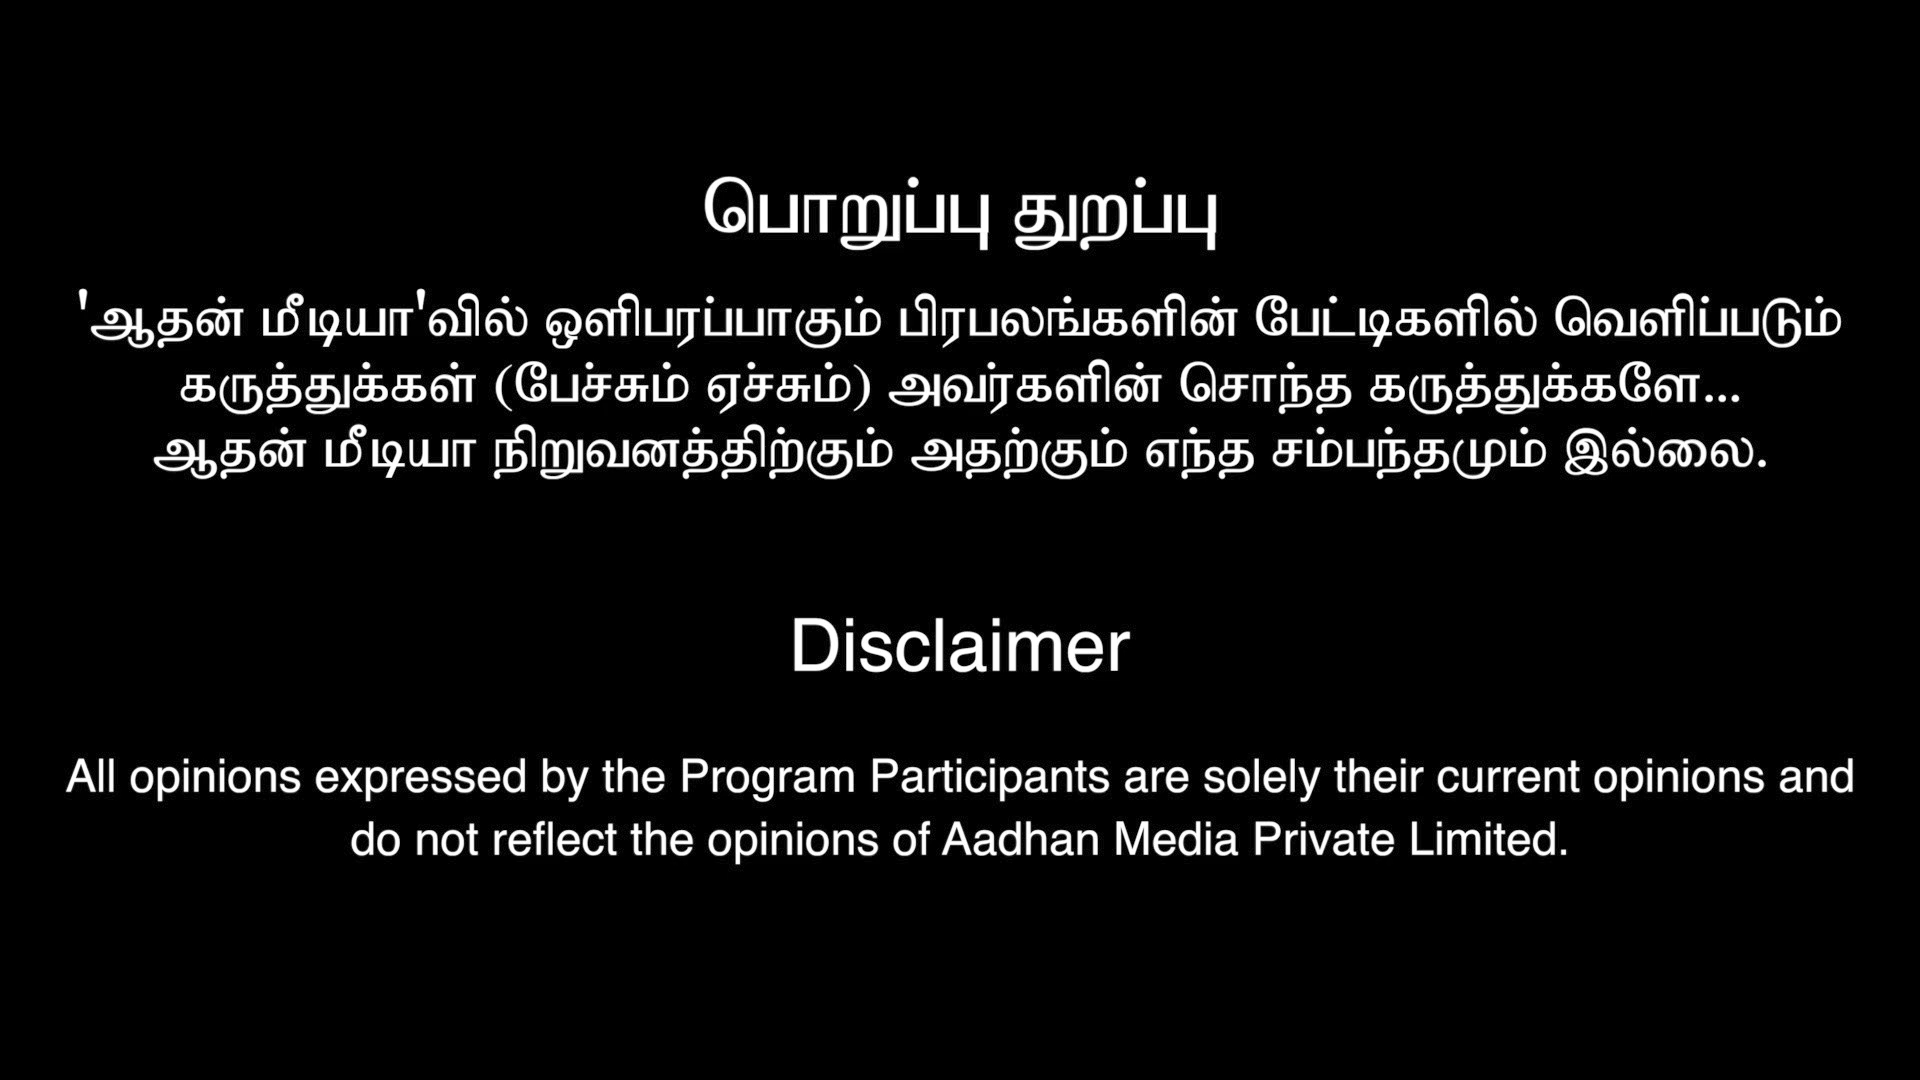 பொறுப்பு துறப்பு
'ஆதன் மீடியா'வில் ஒளிபரப்பாகும் பிரபலங்களின் பேட்டிகளில் வெளிப்படும்
கருத்துக்கள் (பேச்சும் ஏச்சும்) அவர்களின் சொந்த கருத்துக்களே...
ஆதன் மீடியா நிறுவனத்திற்கும் அதற்கும் எந்த சம்பந்தமும் இல்லை.
Disclaimer
All opinions expressed by the Program Participants are solely their current opinions and
do not reflect the opinions of Aadhan Media Private Limited.